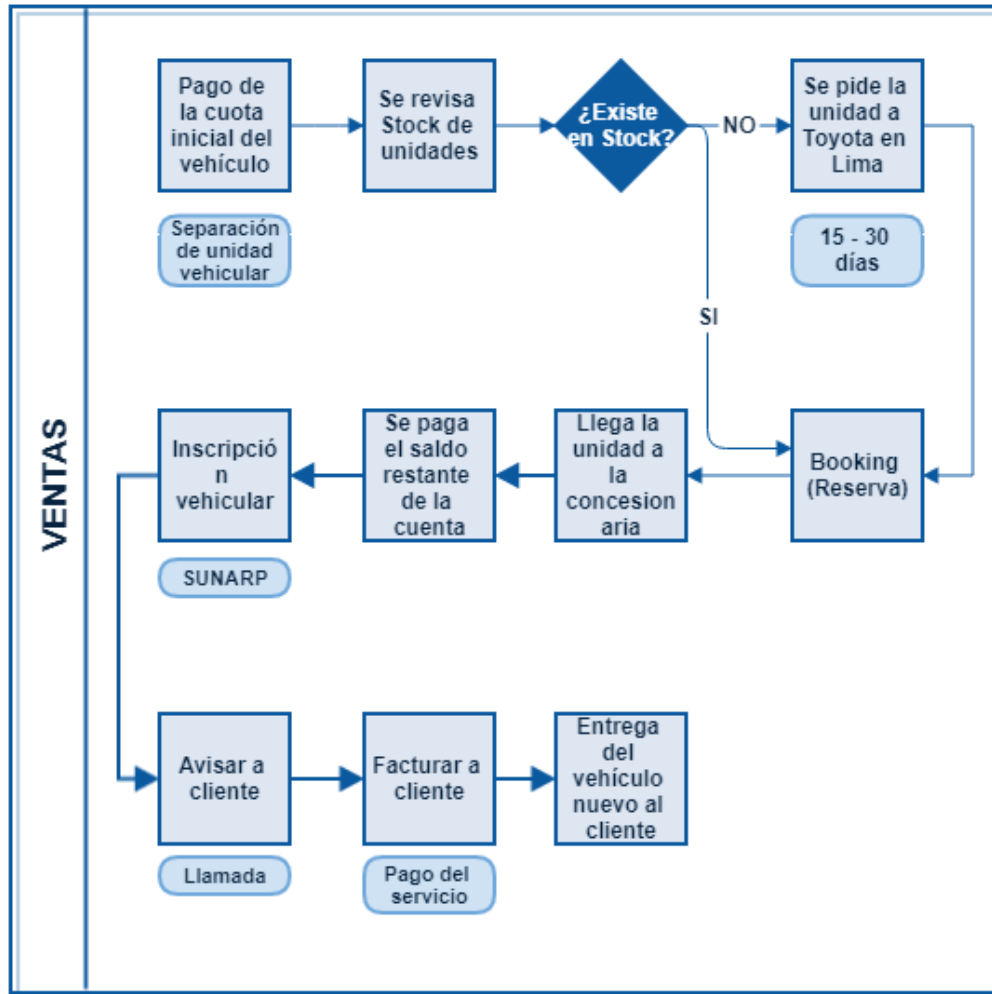 VENTAS
Pago de
la cuota
inicial del
vehículo
Separación
de unidad
vehicular
Se revisa
Stock de
unidades
¿Existe
en Stock?
NO
SI
Se pide la
unidad a
Toyota en
Lima
15 - 30
días
Booking
(Reserva)
Llega la
unidad a
la
concesion
aria
Se paga
el saldo
restante
de la
cuenta
Inscripció
n
vehicular
SUNARP
Avisar a
cliente
Llamada
Facturar a
cliente
Pago del
servicio
Entrega
del
vehículo
nuevo al
cliente